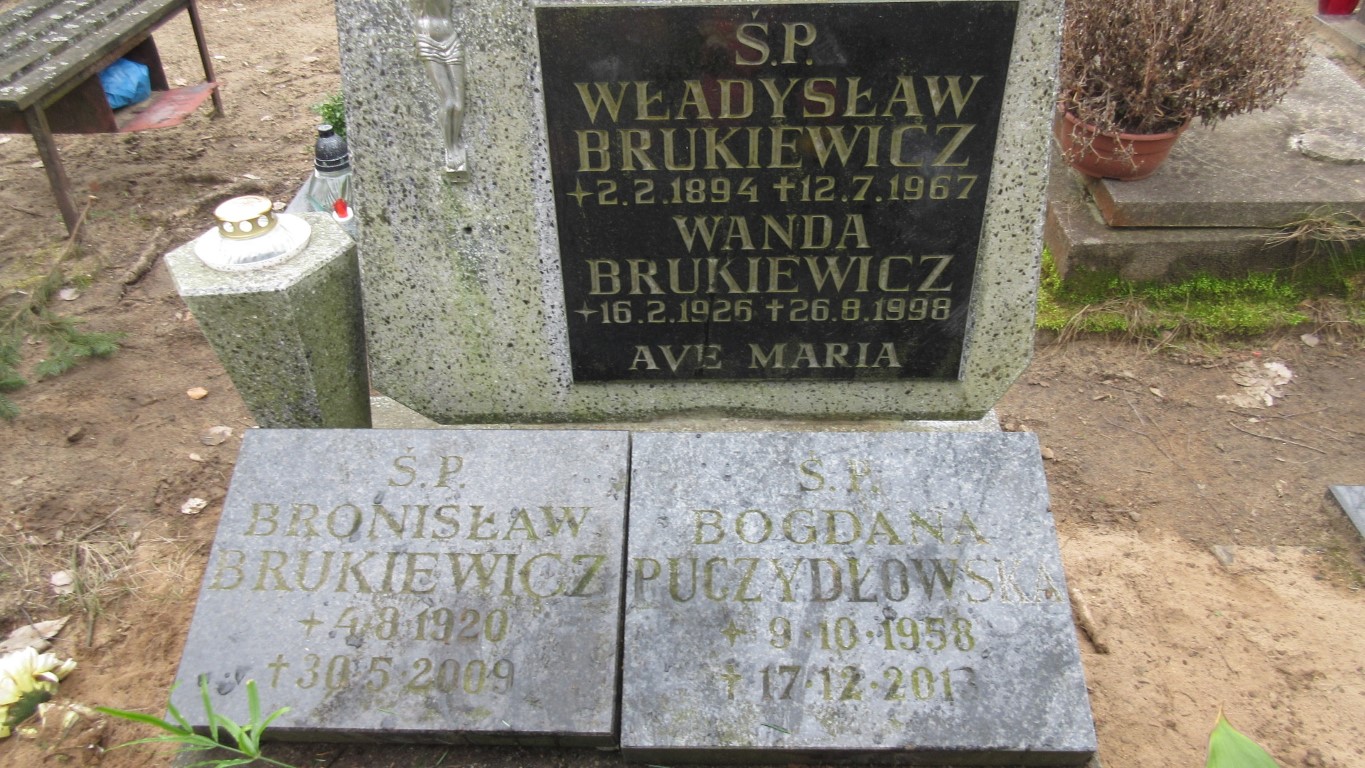 Ś.P.
WŁADYSŁAW
BRUKIEWICZ
2.2.1894 ✝12.7.1967
WANDA
BRUKIEWICZ
16.2.1926 ✝26.8.1998
AVE MARIA
Ś.P.
BRONISŁAW
BRUKIEWICZ
4·8·1920
✝30·5·2009
Ś.P.
BOGDANA
PUCZYDŁOWSKA
9·10·1958
✝17·12·2013